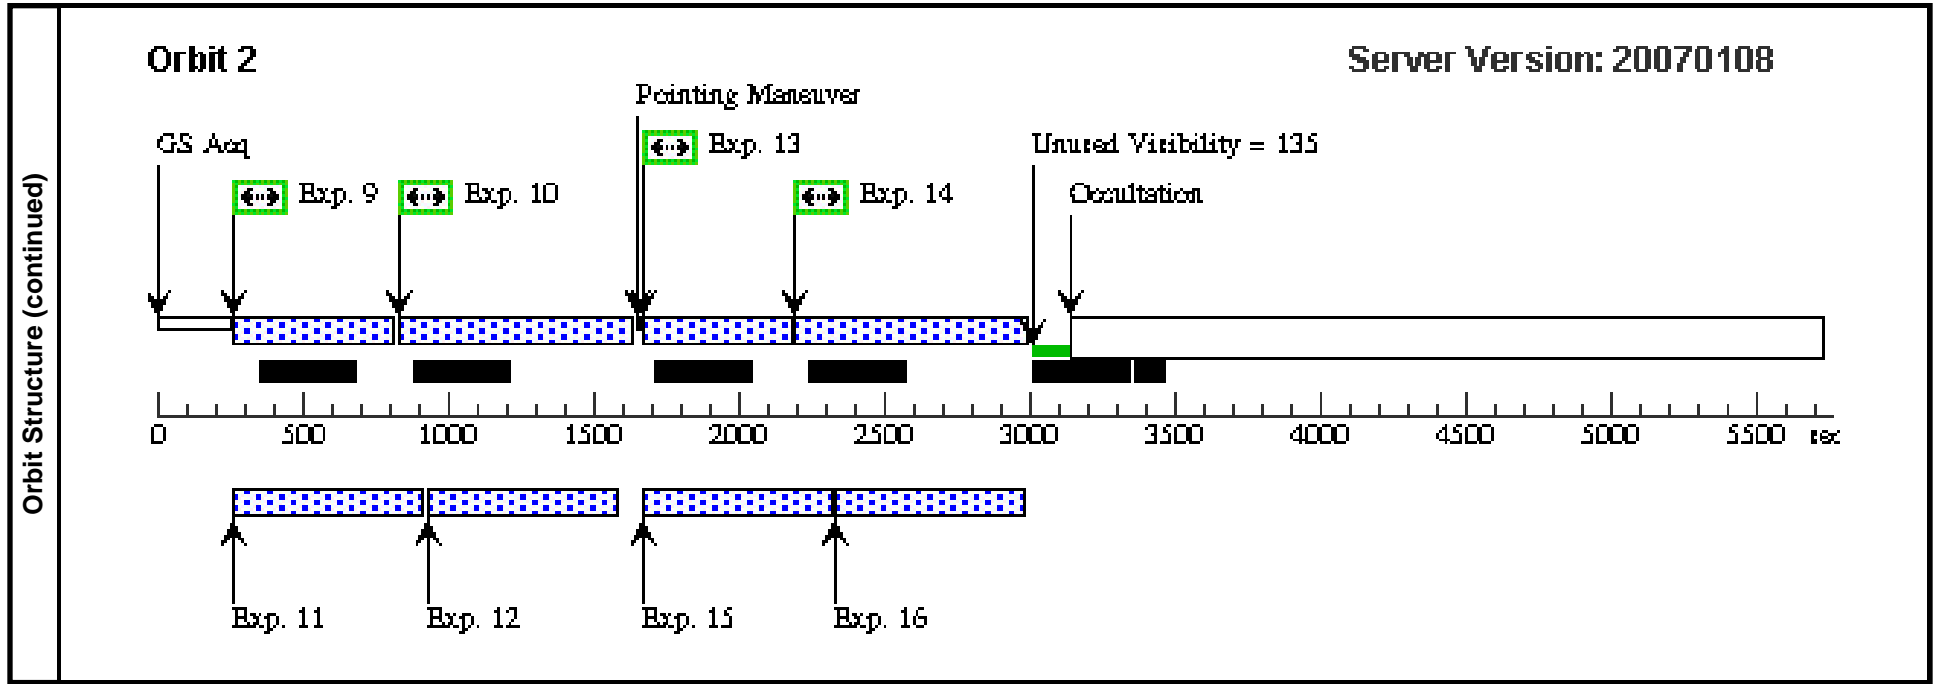 Orbit Structure (continued)
Orbit 2
Server Version: 20070108
Pointing Maneuver
GS Acq
Exp. 13
Unused Visibility = 135
Exp. 9
Exp. 10
Exp. 14
Occultation
0 500 1000 1500 2000 2500 3000 3500 4000 4500 5000 5500 sec
Exp. 11
Exp. 12
Exp. 15
Exp. 16